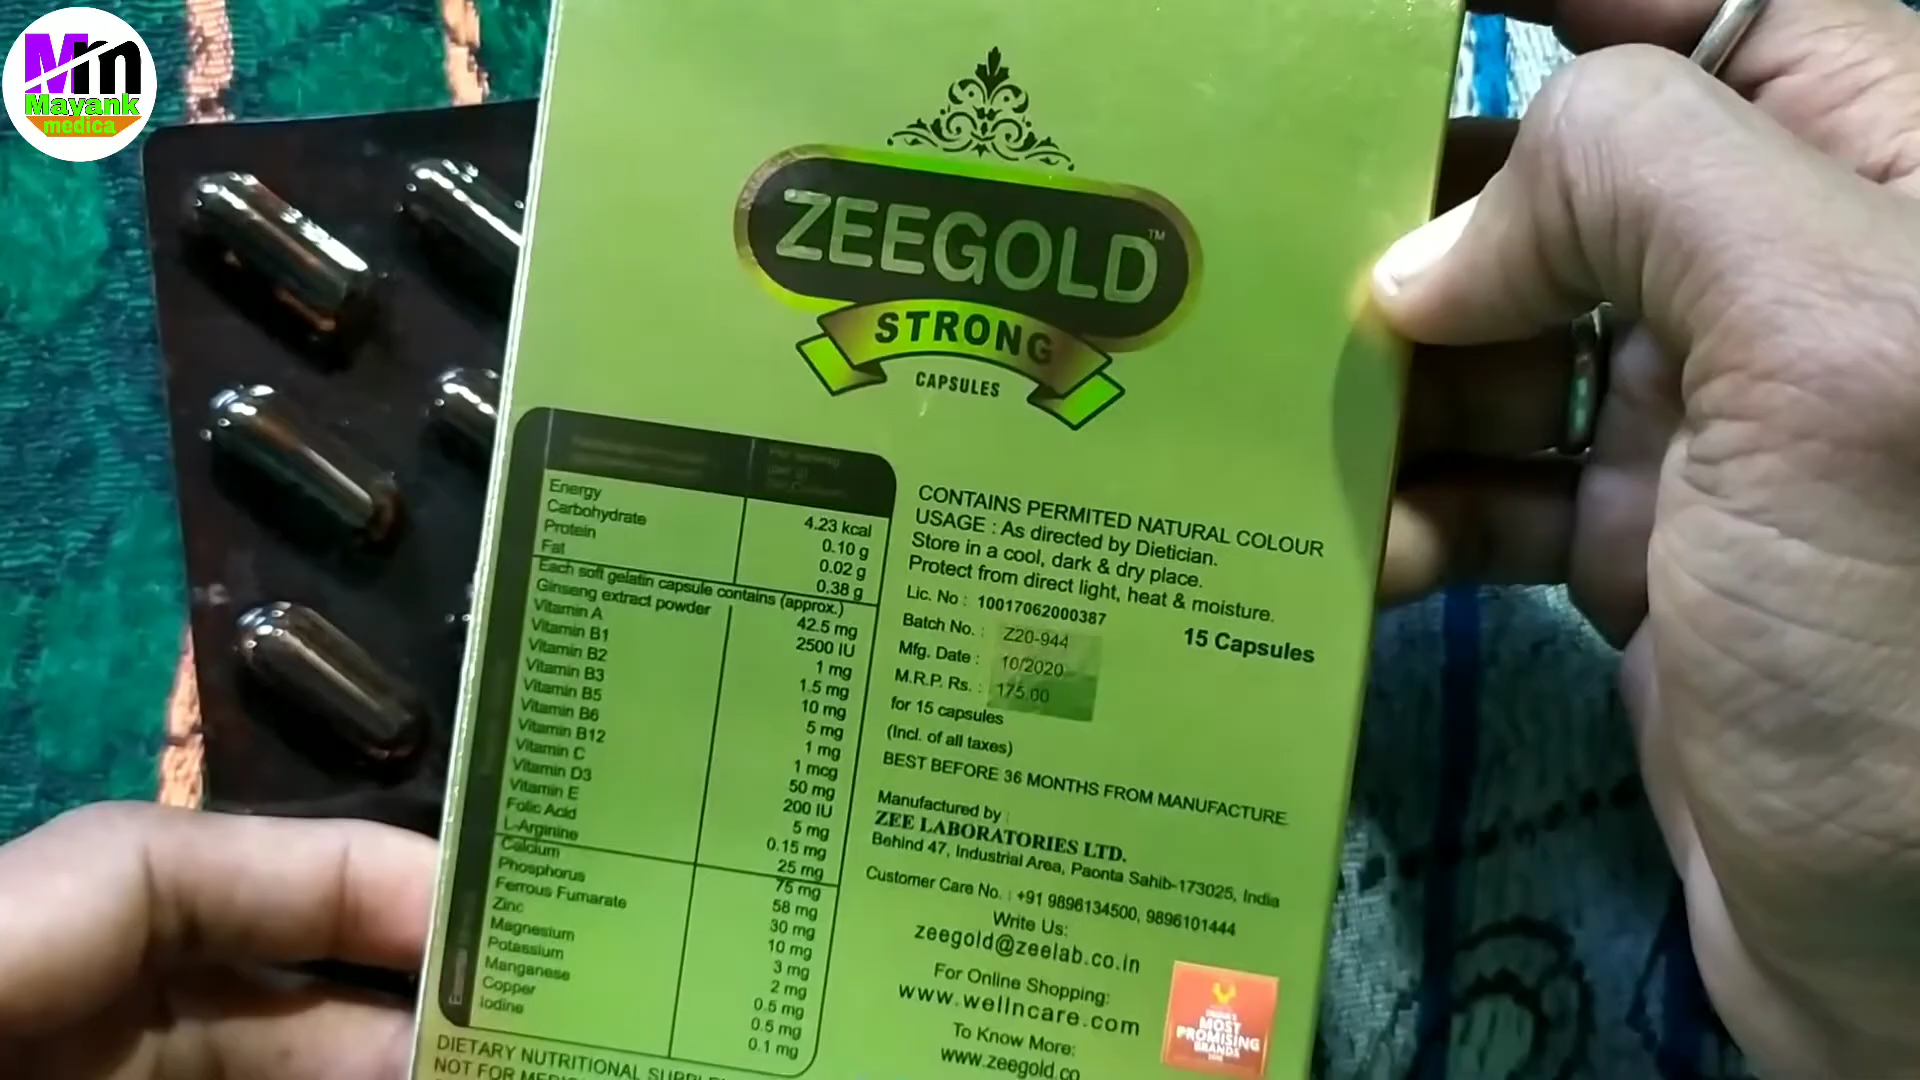 Mm
Mayank
medica
ZEEGOLD™
STRONG
CAPSULES
Energy 4.23 kcal
Carbohydrate 0.10 g
Protein 0.02 g
Fat 0.38 g
Each soft gelatin capsule contains (approx.)
Ginseng extract powder 42.5 mg
Vitamin A 2500 IU
Vitamin B1 1 mg
Vitamin B2 1.5 mg
Vitamin B3 10 mg
Vitamin B5 5 mg
Vitamin B6 1 mg
Vitamin B12 1 mcg
Vitamin C 50 mg
Vitamin D3 200 IU
Vitamin E 5 mg
Folic Acid 0.15 mg
L-Arginine 25 mg
Calcium 75 mg
Phosphorus 58 mg
Ferrous Fumarate 30 mg
Zinc 10 mg
Magnesium 3 mg
Potassium 2 mg
Manganese 0.5 mg
Copper 0.5 mg
Iodine 0.1 mg
DIETARY NUTRITIONAL
NOT FOR
CONTAINS PERMITED NATURAL COLOUR
USAGE : As directed by Dietician.
Store in a cool, dark & dry place.
Protect from direct light, heat & moisture.
Lic. No : 10017062000387
Batch No. : Z20-944
15 Capsules
Mfg. Date : 10/2020
M.R.P. Rs. : 175.00
for 15 capsules
(Incl. of all taxes)
BEST BEFORE 36 MONTHS FROM MANUFACTURE
Manufactured by :
ZEE LABORATORIES LTD.
Behind 47, Industrial Area, Paonta Sahib-173025, India
Customer Care No. : +91 9896134500, 9896101444
Write Us:
zeegold@zeelab.co.in
For Online Shopping:
www.wellncare.com
To Know More:
www.zeegold.co
MOST
PROMISING
BRANDS